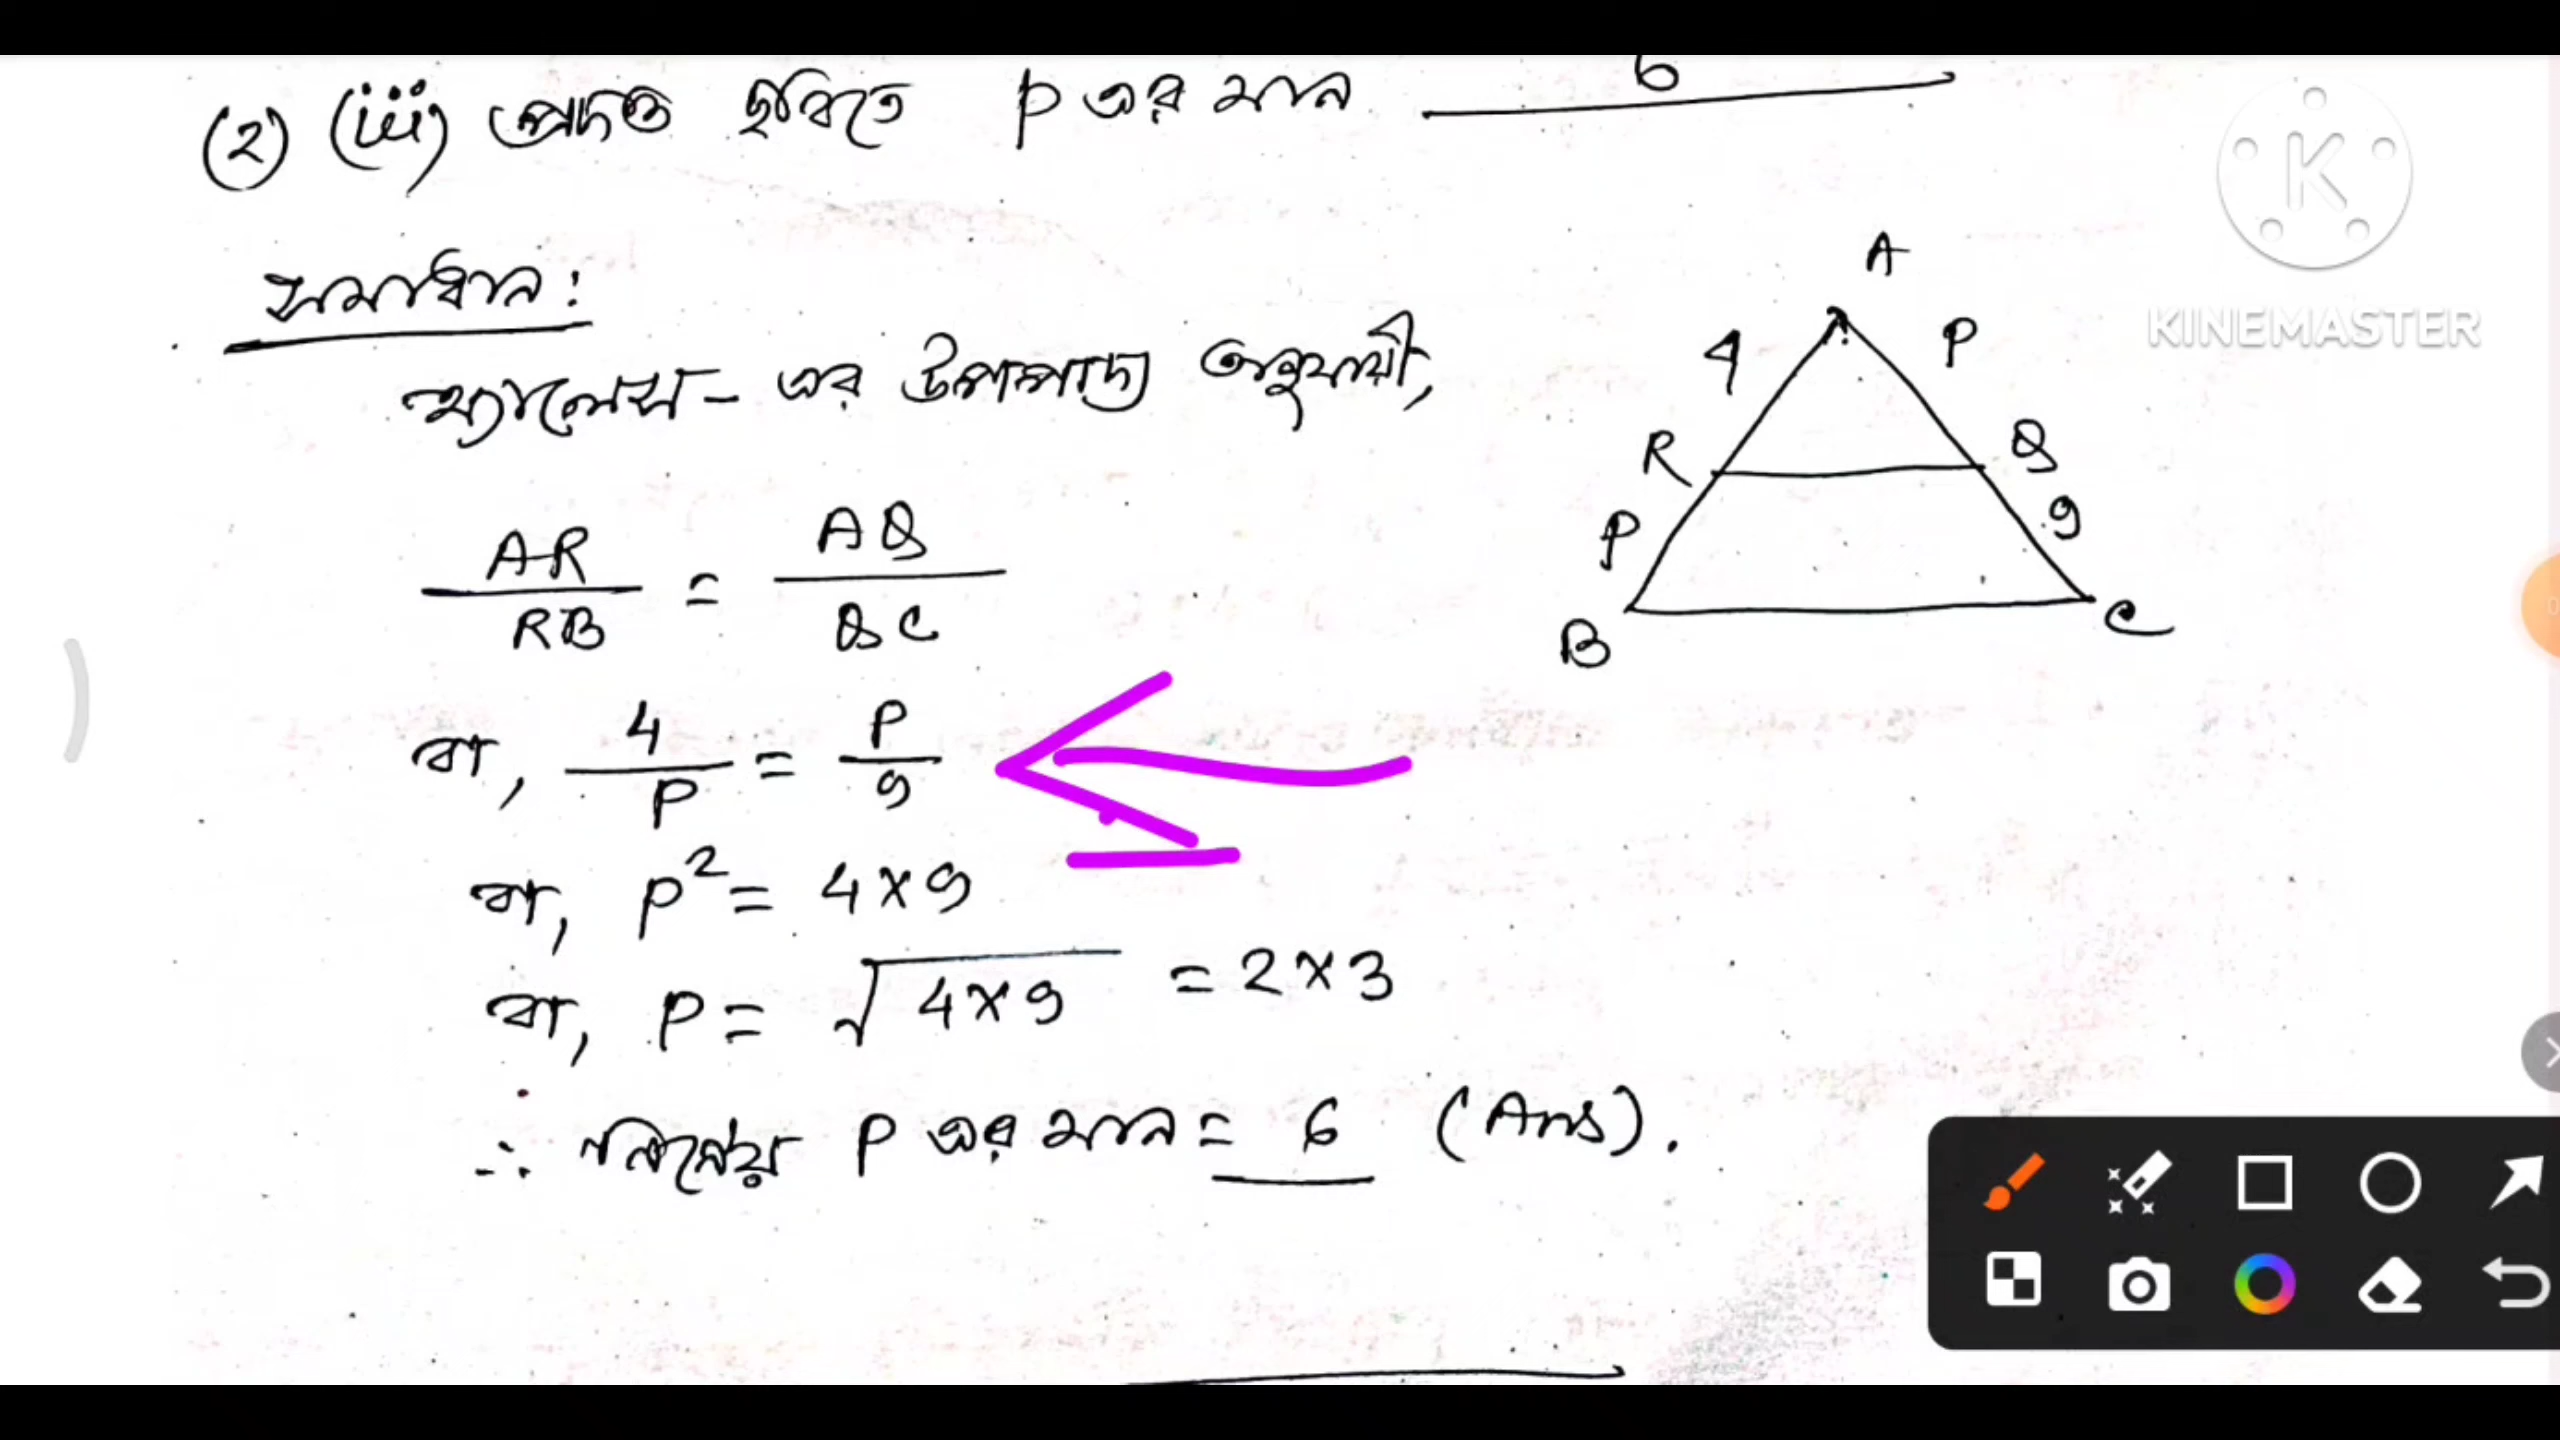 (2) (iii) প্রদত্ত ছবিতে P এর মান 6
সমাধান:
থ্যালেস-এর উপপাদ্য অনুযায়ী,
AR/RB = AQ/QC
বা, 4/P = P/9
বা, P² = 4×9
বা, P = √4×9 = 2×3
∴ নির্ণেয় P এর মান = 6 (Ans).
A
4 P
R Q
P 9
B C
K
KINEMASTER